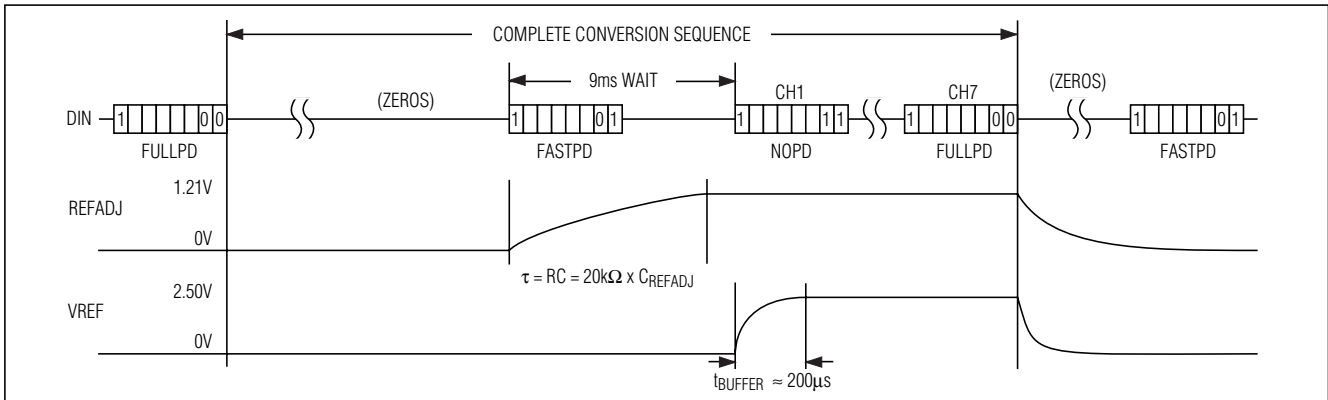 COMPLETE CONVERSION SEQUENCE
9ms WAIT
(ZEROS)
CH1
CH7
(ZEROS)
DIN
1 0 0
1 0 1
1 1 1
1 0 0
1 0 1
FULLPD
FASTPD
NOPD
FULLPD
FASTPD
1.21V
REFADJ
0V
τ = RC = 20kΩ x CREFADJ
2.50V
VREF
0V
tBUFFER ≈ 200µs